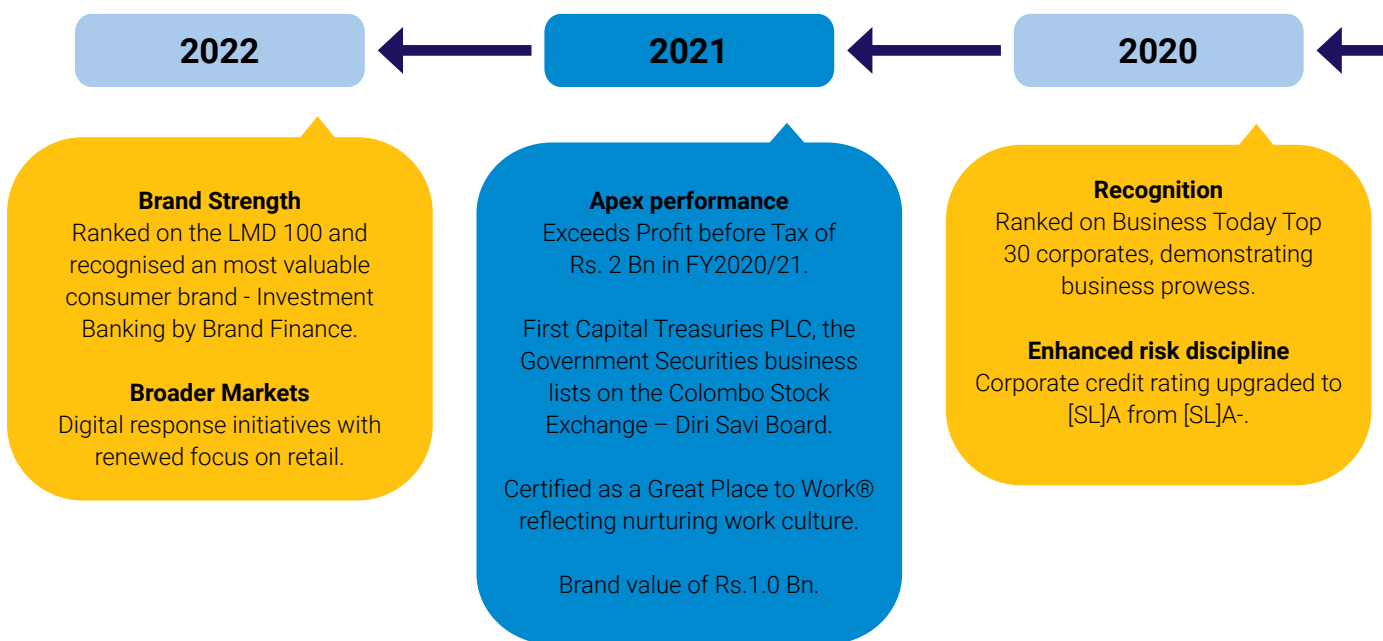 2022
2021
2020
Brand Strength
Ranked on the LMD 100 and
recognised an most valuable
consumer brand - Investment
Banking by Brand Finance.
Broader Markets
Digital response initiatives with
renewed focus on retail.
Apex performance
Exceeds Profit before Tax of
Rs. 2 Bn in FY2020/21.
First Capital Treasuries PLC, the
Government Securities business
lists on the Colombo Stock
Exchange – Diri Savi Board.
Certified as a Great Place to Work®
reflecting nurturing work culture.
Brand value of Rs.1.0 Bn.
Recognition
Ranked on Business Today Top
30 corporates, demonstrating
business prowess.
Enhanced risk discipline
Corporate credit rating upgraded to
[SL]A from [SL]A-.